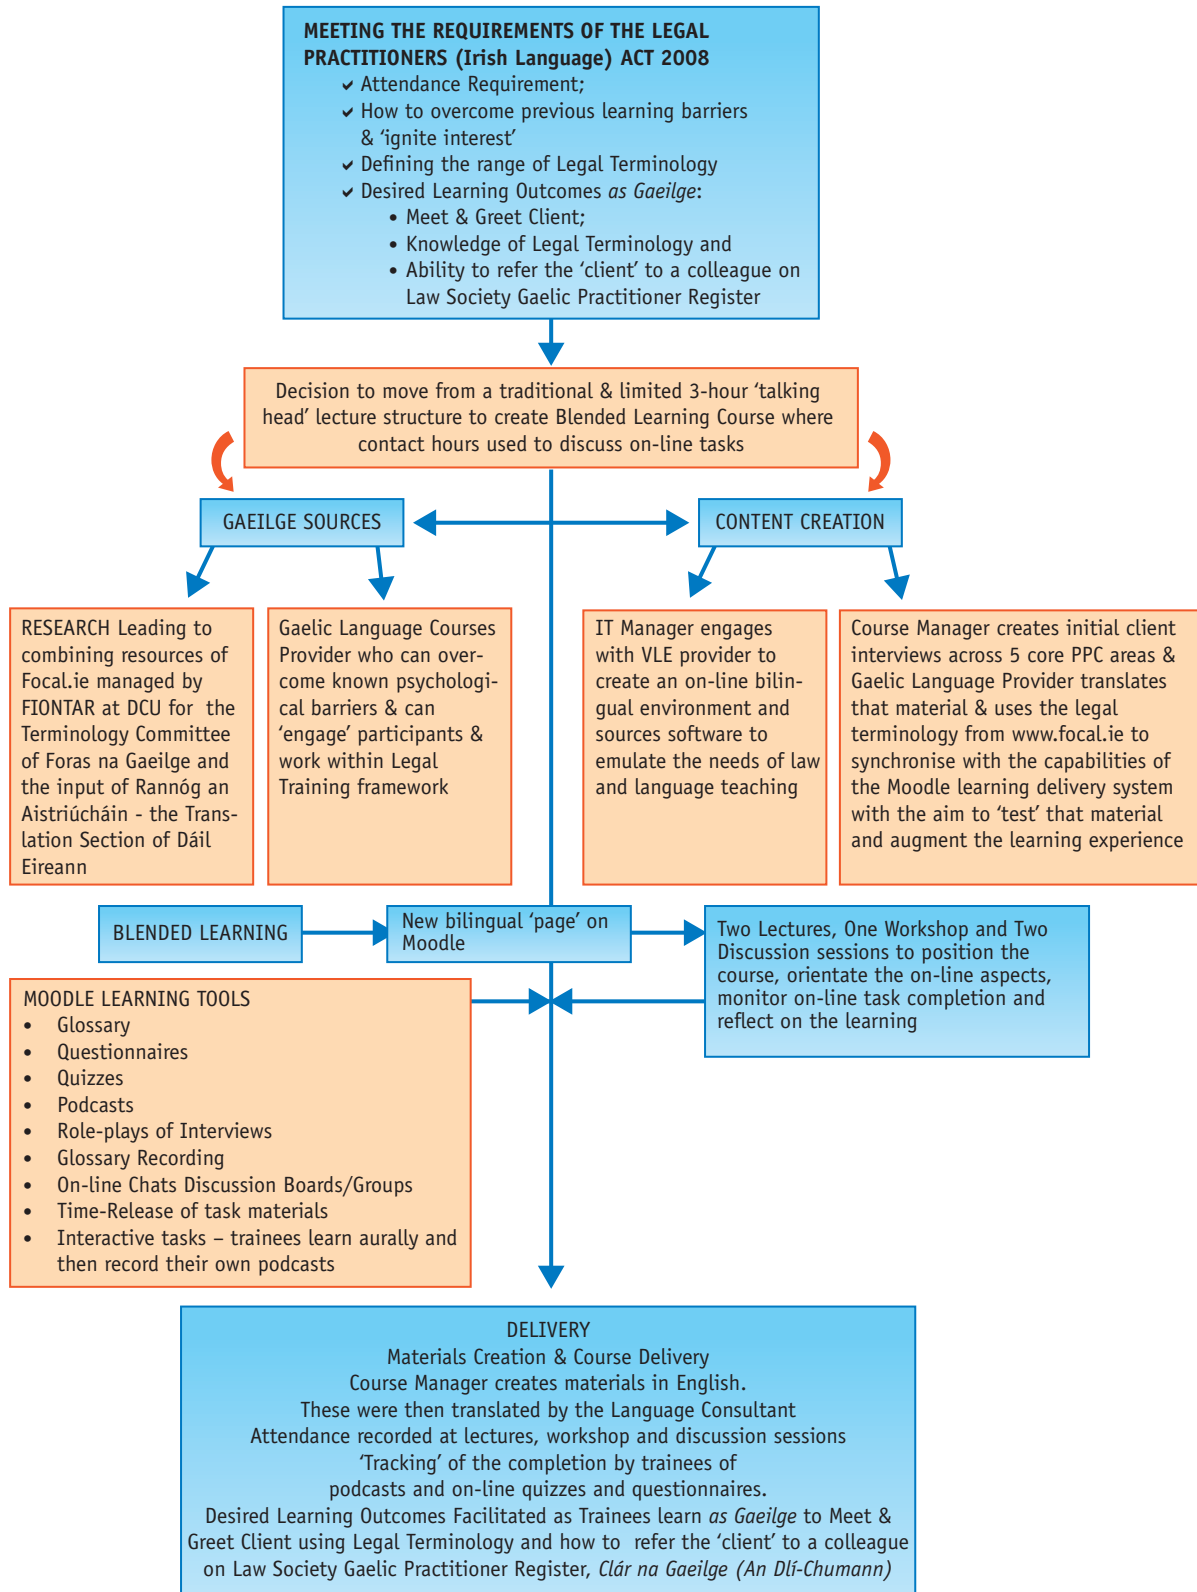 MEETING THE REQUIREMENTS OF THE LEGAL
PRACTITIONERS (Irish Language) ACT 2008
✓ Attendance Requirement;
✓ How to overcome previous learning barriers
& ‘ignite interest’
✓ Defining the range of Legal Terminology
✓ Desired Learning Outcomes as Gaeilge:
• Meet & Greet Client;
• Knowledge of Legal Terminology and
• Ability to refer the ‘client’ to a colleague on
Law Society Gaelic Practitioner Register
Decision to move from a traditional & limited 3-hour ‘talking
head’ lecture structure to create Blended Learning Course where
contact hours used to discuss on-line tasks
GAEILGE SOURCES
CONTENT CREATION
RESEARCH Leading to
combining resources of
Focal.ie managed by
FIONTAR at DCU for the
Terminology Committee
of Foras na Gaeilge and
the input of Rannóg an
Aistriúcháin - the Trans-
lation Section of Dáil
Eireann
Gaelic Language Courses
Provider who can over-
come known psychologi-
cal barriers & can
‘engage’ participants &
work within Legal
Training framework
IT Manager engages
with VLE provider to
create an on-line bilin-
gual environment and
sources software to
emulate the needs of law
and language teaching
Course Manager creates initial client
interviews across 5 core PPC areas &
Gaelic Language Provider translates
that material & uses the legal
terminology from www.focal.ie to
synchronise with the capabilities of
the Moodle learning delivery system
with the aim to ‘test’ that material
and augment the learning experience
BLENDED LEARNING
New bilingual ‘page’ on
Moodle
Two Lectures, One Workshop and Two
Discussion sessions to position the
course, orientate the on-line aspects,
monitor on-line task completion and
reflect on the learning
MOODLE LEARNING TOOLS
• Glossary
• Questionnaires
• Quizzes
• Podcasts
• Role-plays of Interviews
• Glossary Recording
• On-line Chats Discussion Boards/Groups
• Time-Release of task materials
• Interactive tasks – trainees learn aurally and
then record their own podcasts
DELIVERY
Materials Creation & Course Delivery
Course Manager creates materials in English.
These were then translated by the Language Consultant
Attendance recorded at lectures, workshop and discussion sessions
‘Tracking’ of the completion by trainees of
podcasts and on-line quizzes and questionnaires.
Desired Learning Outcomes Facilitated as Trainees learn as Gaeilge to Meet &
Greet Client using Legal Terminology and how to refer the ‘client’ to a colleague
on Law Society Gaelic Practitioner Register, Clár na Gaeilge (An Dlí-Chumann)